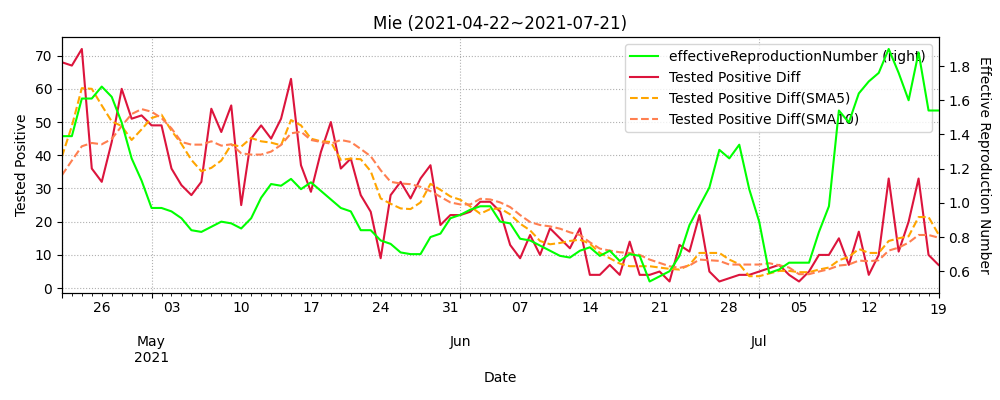 Mie (2021-04-22~2021-07-21)
effectiveReproductionNumber (right)
Tested Positive Diff
Tested Positive Diff(SMA5)
Tested Positive Diff(SMA10)
Tested Positive
70
60
50
40
30
20
10
0
Effective Reproduction Number
1.8
1.6
1.4
1.2
1.0
0.8
0.6
26 03 10 17 24 31 07 14 21 28 05 12 19
May Jun Jul
2021
Date